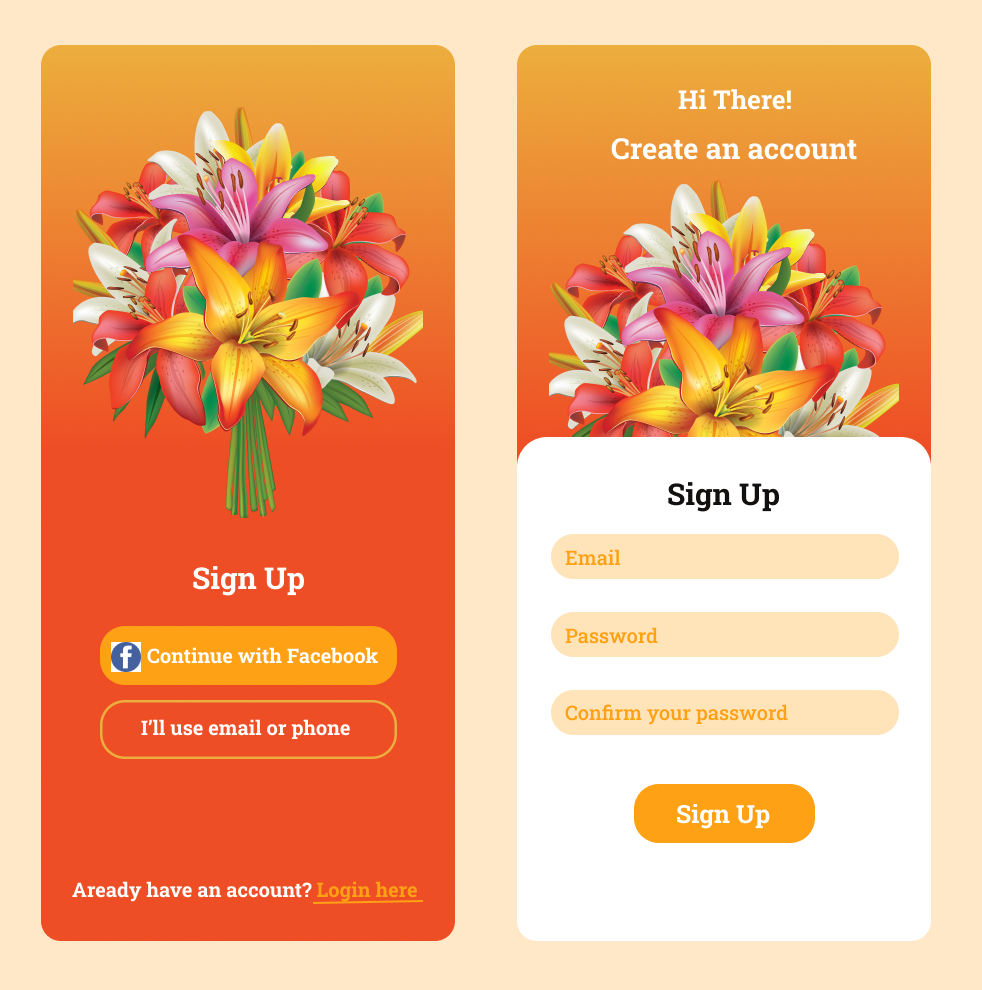 Sign Up
Continue with Facebook
I'll use email or phone
Aready have an account? Login here
Hi There!
Create an account
Sign Up
Email
Password
Confirm your password
Sign Up